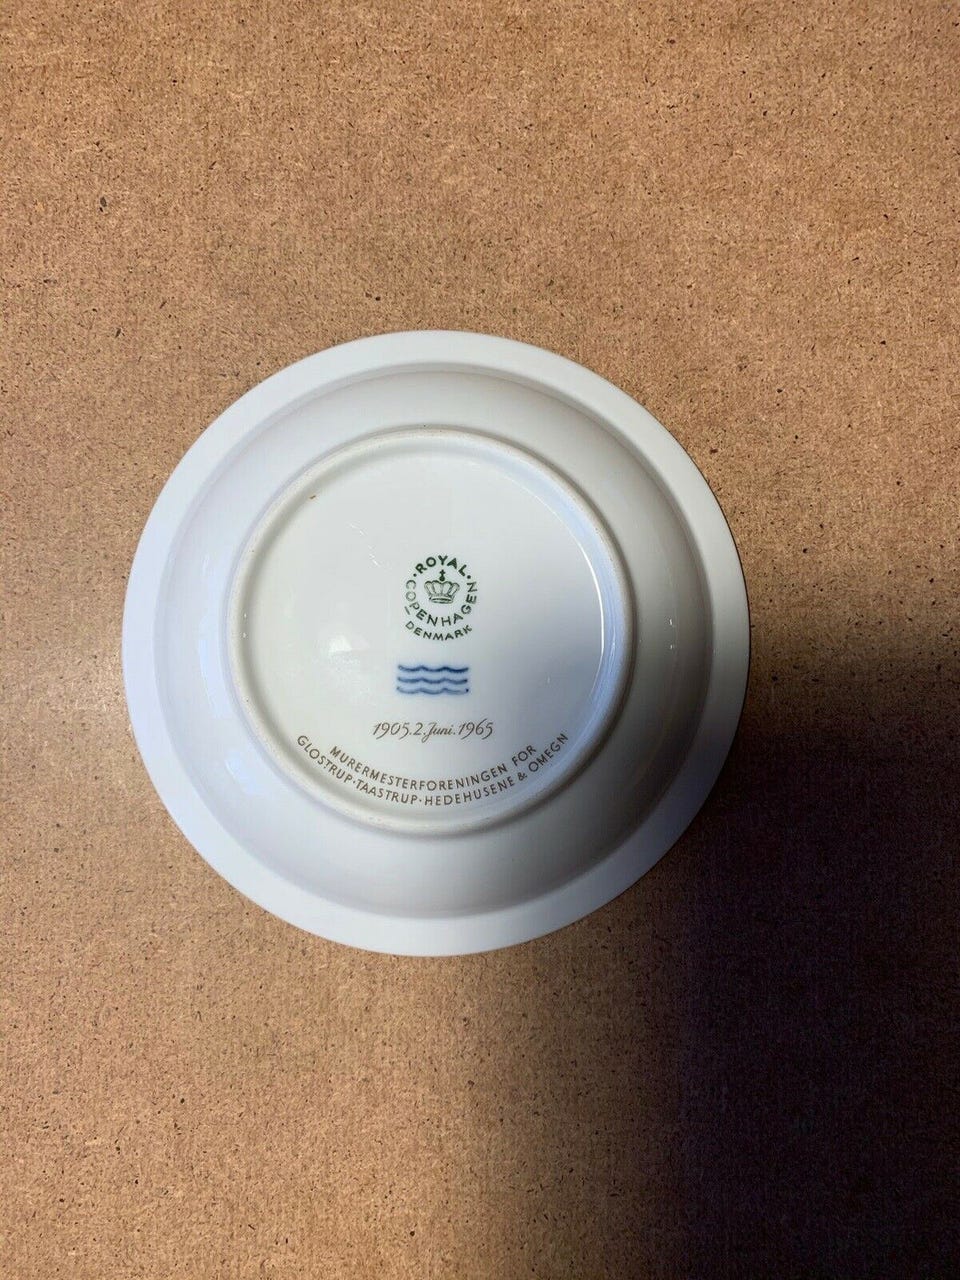 · ROYAL ·
COPENHAGEN
DENMARK
1905.2.Juni.1965
MURERMESTERFORENINGEN FOR
GLOSTRUP·TAASTRUP·HEDEHUSENE & OMEGN